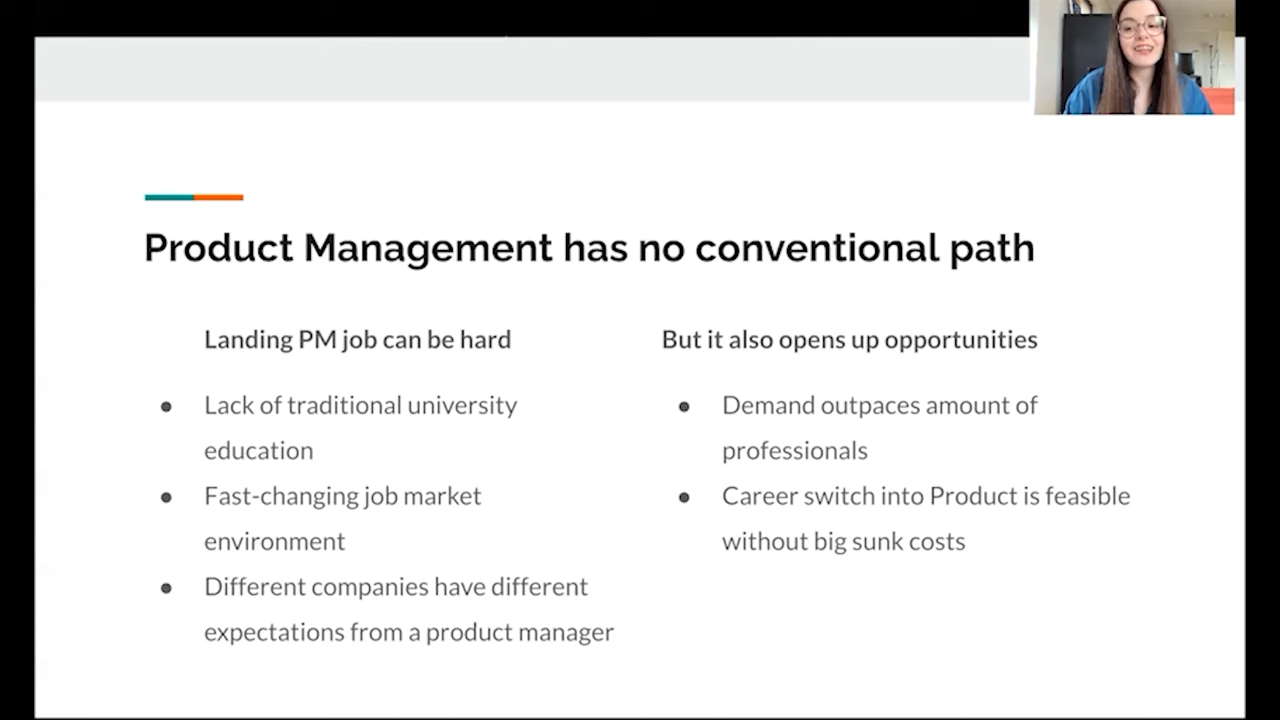 Product Management has no conventional path
Landing PM job can be hard
Lack of traditional university
education
Fast-changing job market
environment
Different companies have different
expectations from a product manager
But it also opens up opportunities
Demand outpaces amount of
professionals
Career switch into Product is feasible
without big sunk costs